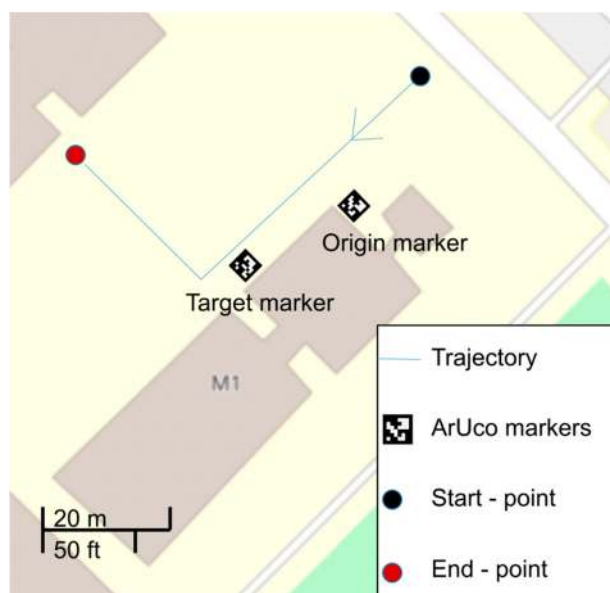 Origin marker
Target marker
M1
Trajectory
ArUco markers
Start - point
End - point
20 m
50 ft